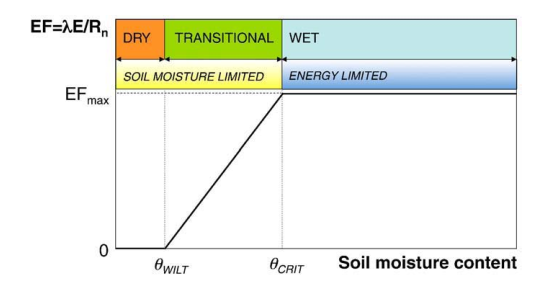 EF=λE/Rn
DRY TRANSITIONAL WET
SOIL MOISTURE LIMITED ENERGY LIMITED
EFmax
0
θWILT θCRIT Soil moisture content